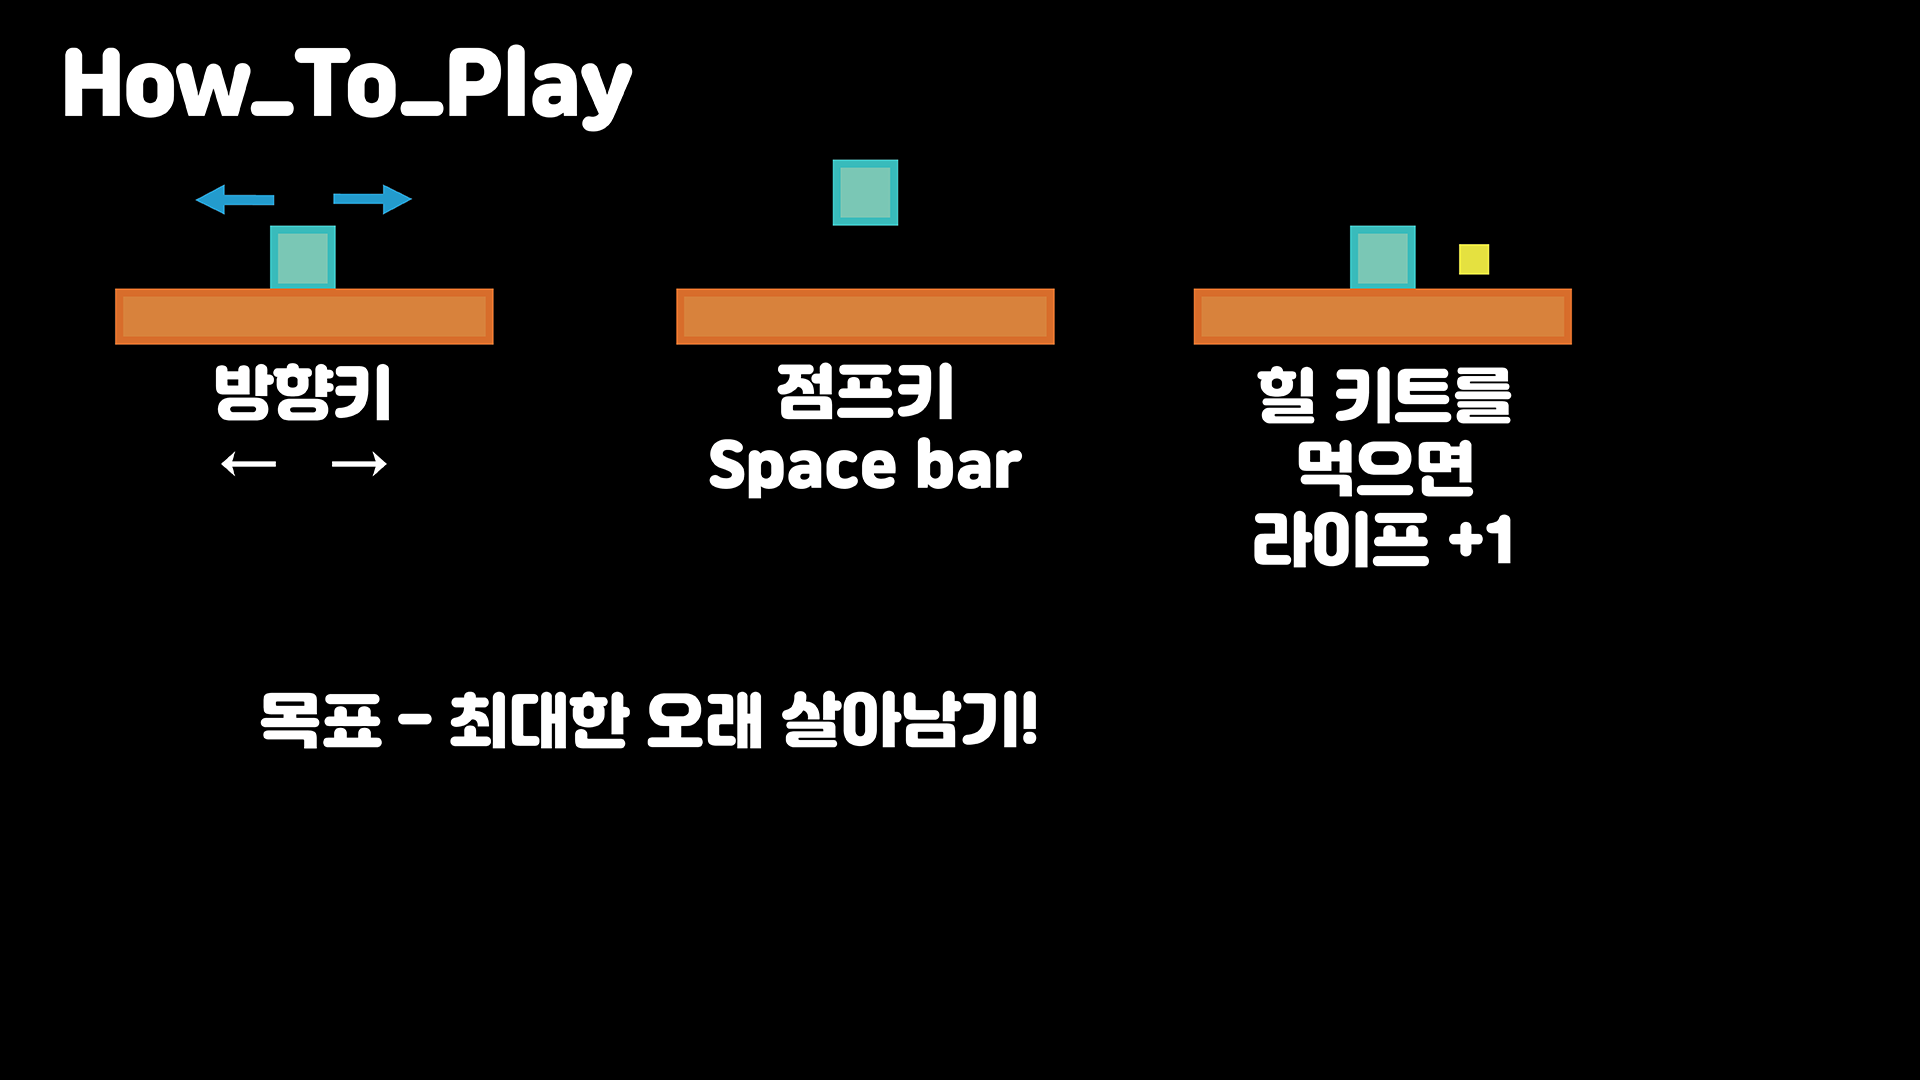 How_To_Play
방향키
← →
점프키
Space bar
힐 키트를
먹으면
라이프 +1
목표 - 최대한 오래 살아남기!